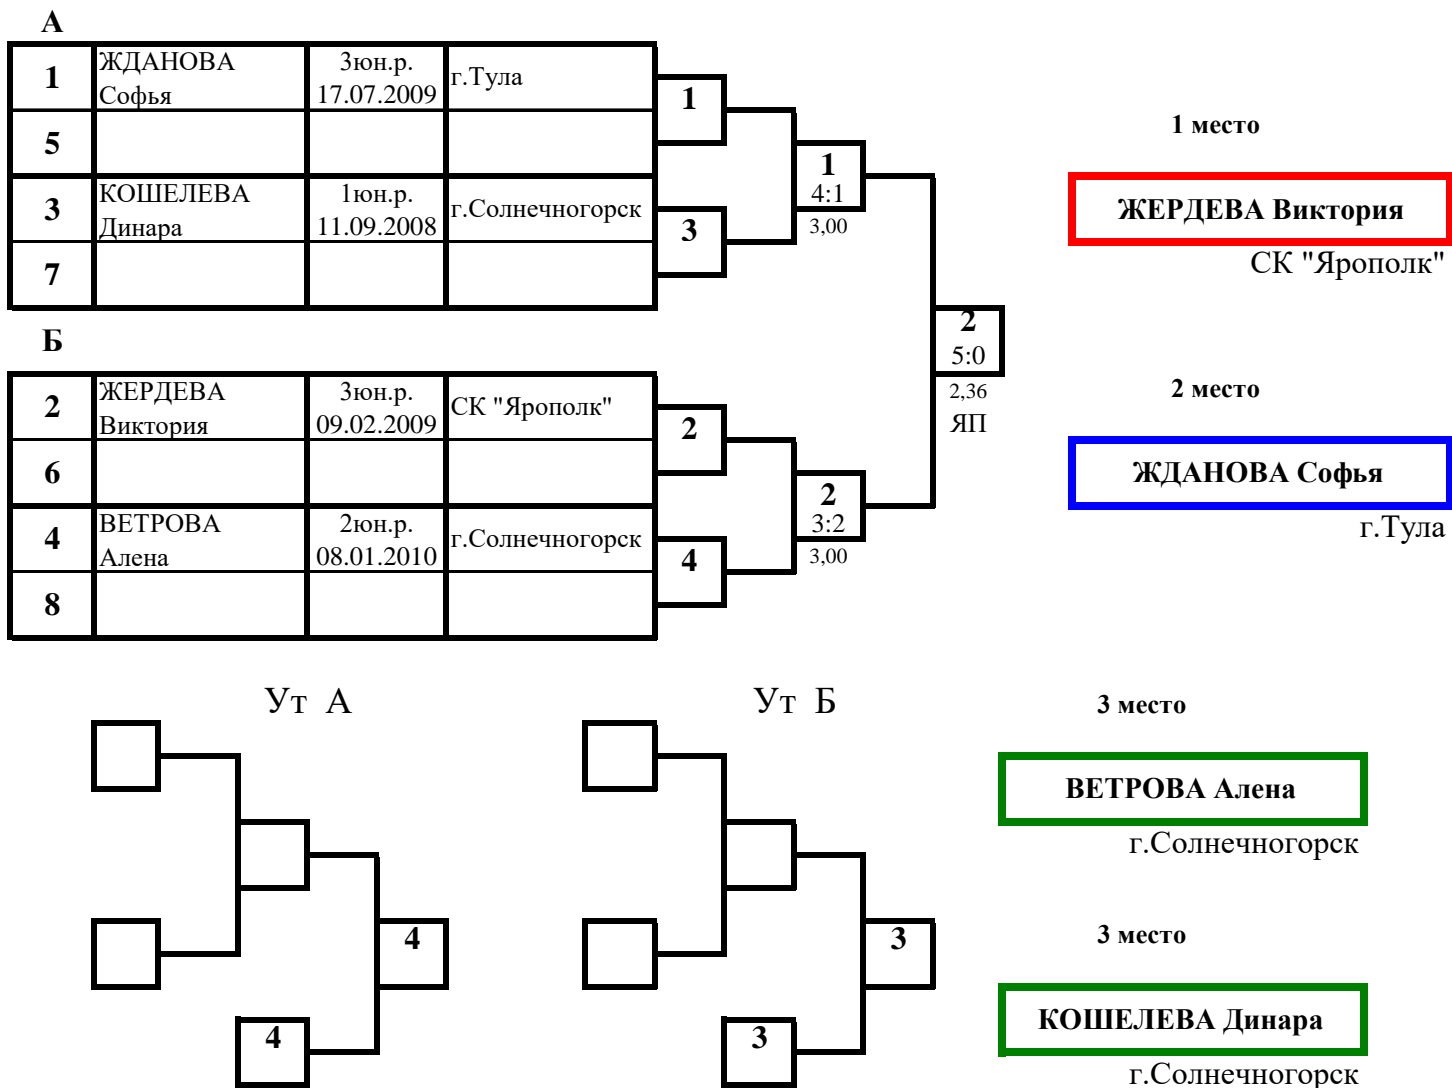 А
1 ЖДАНОВА 3юн.р. г.Тула
Софья 17.07.2009
5
3 КОШЕЛЕВА 1юн.р. г.Солнечногорск
Динара 11.09.2008
7
1
3
1
4:1
3,00
Б
2 ЖЕРДЕВА 3юн.р. СК "Ярополк"
Виктория 09.02.2009
6
4 ВЕТРОВА 2юн.р. г.Солнечногорск
Алена 08.01.2010
8
2
4
2
3:2
3,00
2
5:0
2,36
ЯП
1 место
ЖЕРДЕВА Виктория
СК "Ярополк"
2 место
ЖДАНОВА Софья
г.Тула
Ут А
4
4
Ут Б
3
3
3 место
ВЕТРОВА Алена
г.Солнечногорск
3 место
КОШЕЛЕВА Динара
г.Солнечногорск